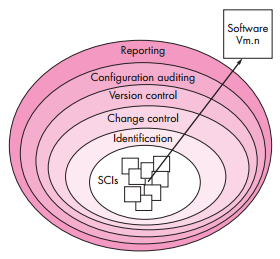 Software
Vm.n
Reporting
Configuration auditing
Version control
Change control
Identification
SCIs